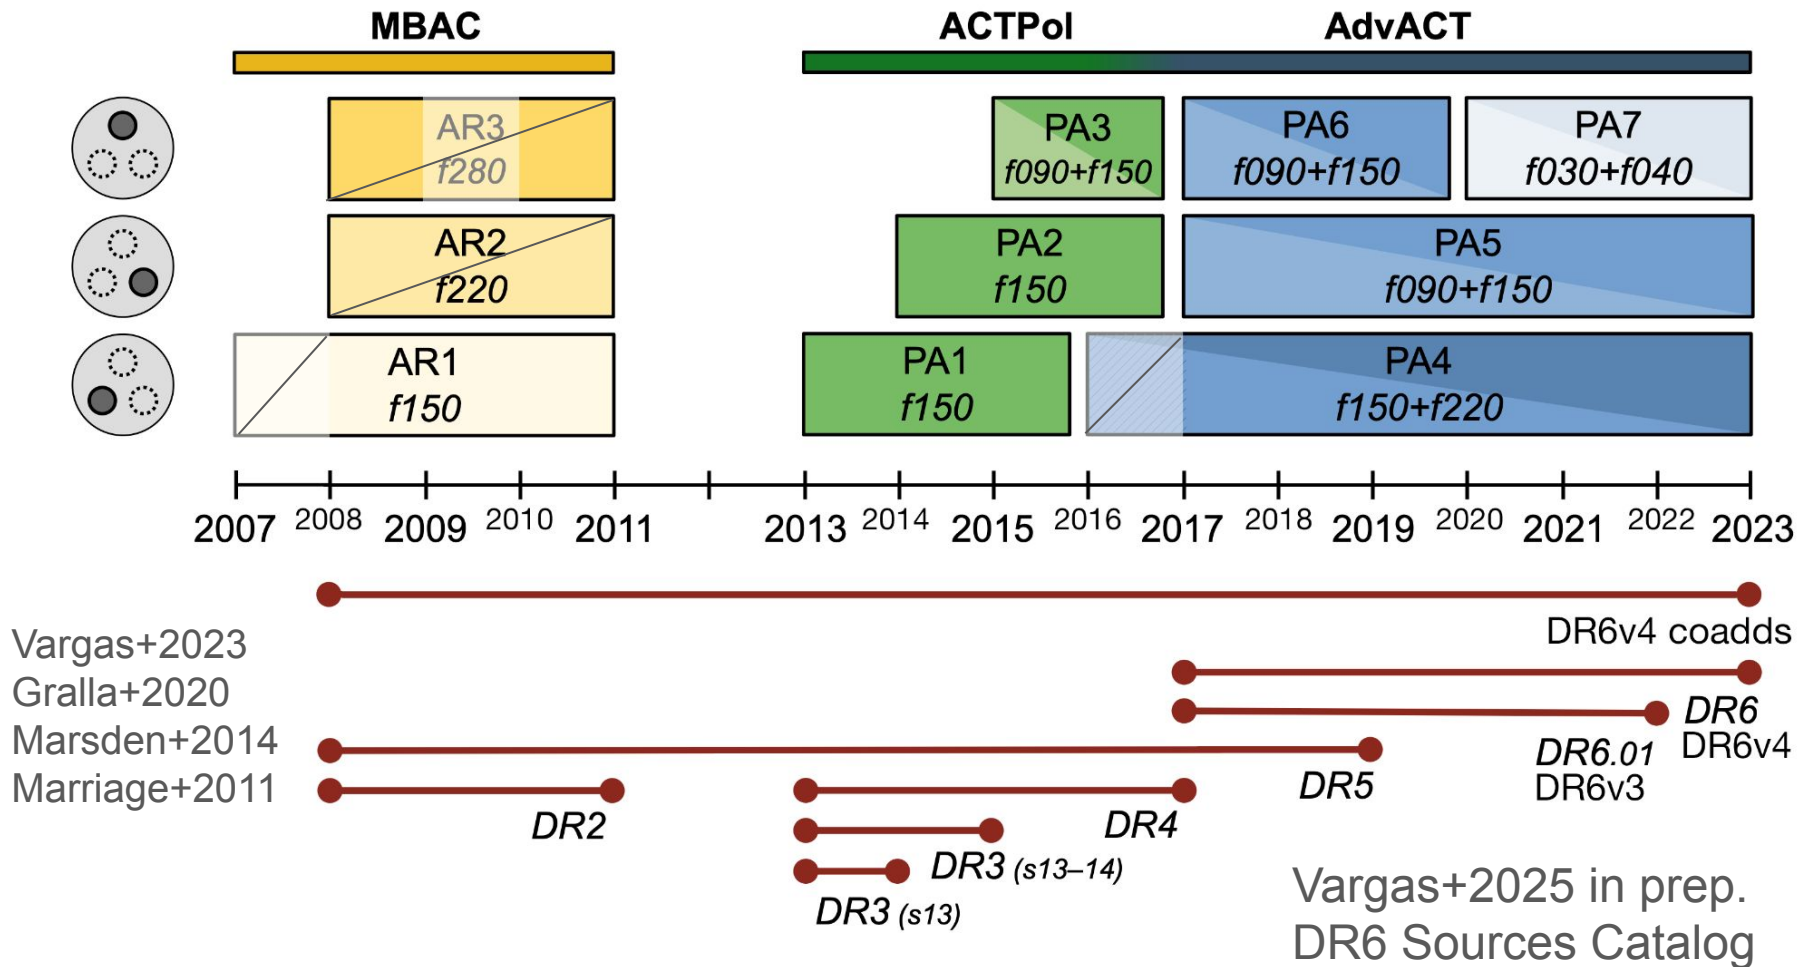 MBAC
ACTPol
AdvACT
AR3
f280
PA3
f090+f150
PA6
f090+f150
PA7
f030+f040
AR2
f220
PA2
f150
PA5
f090+f150
AR1
f150
PA1
f150
PA4
f150+f220
2007 2008 2009 2010 2011 2013 2014 2015 2016 2017 2018 2019 2020 2021 2022 2023
DR6v4 coadds
Vargas+2023
Gralla+2020
Marsden+2014
Marriage+2011
DR6
DR6v4
DR6.01
DR6v3
DR5
DR2
DR4
DR3 (s13–14)
DR3 (s13)
Vargas+2025 in prep.
DR6 Sources Catalog